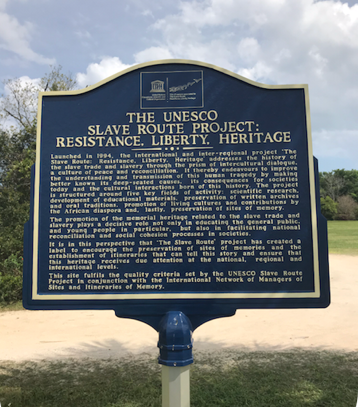 THE UNESCO
SLAVE ROUTE PROJECT:
RESISTANCE, LIBERTY, HERITAGE
Launched in 1994, the international and inter-regional project 'The
Slave Route: Resistance, Liberty, Heritage' addresses the history of
the slave trade and slavery through the prism of intercultural dialogue,
a culture of peace and reconciliation. It thereby endeavours to improve
the understanding and transmission of this human tragedy by making
better known its deep-seated causes, its consequences for societies
today and the cultural interactions born of this history. The project
is structured around five key fields of activity: scientific research,
development of educational materials, preservation of written archives
and oral traditions, promotion of living cultures and contributions by
the African diaspora and, lastly, preservation of sites of memory.
The promotion of the memorial heritage related to the slave trade and
slavery plays a decisive role not only in educating the general public,
and young people in particular, but also in facilitating national
reconciliation and social cohesion processes in societies.
It is in this perspective that 'The Slave Route' project has created a
label to encourage the preservation of sites of memories and the
establishment of itineraries that can tell this story and ensure that
this heritage receives due attention at the national, regional and
international levels.
This site fulfils the quality criteria set by the UNESCO Slave Route
Project in conjunction with the International Network of Managers of
Sites and Itineraries of Memory.